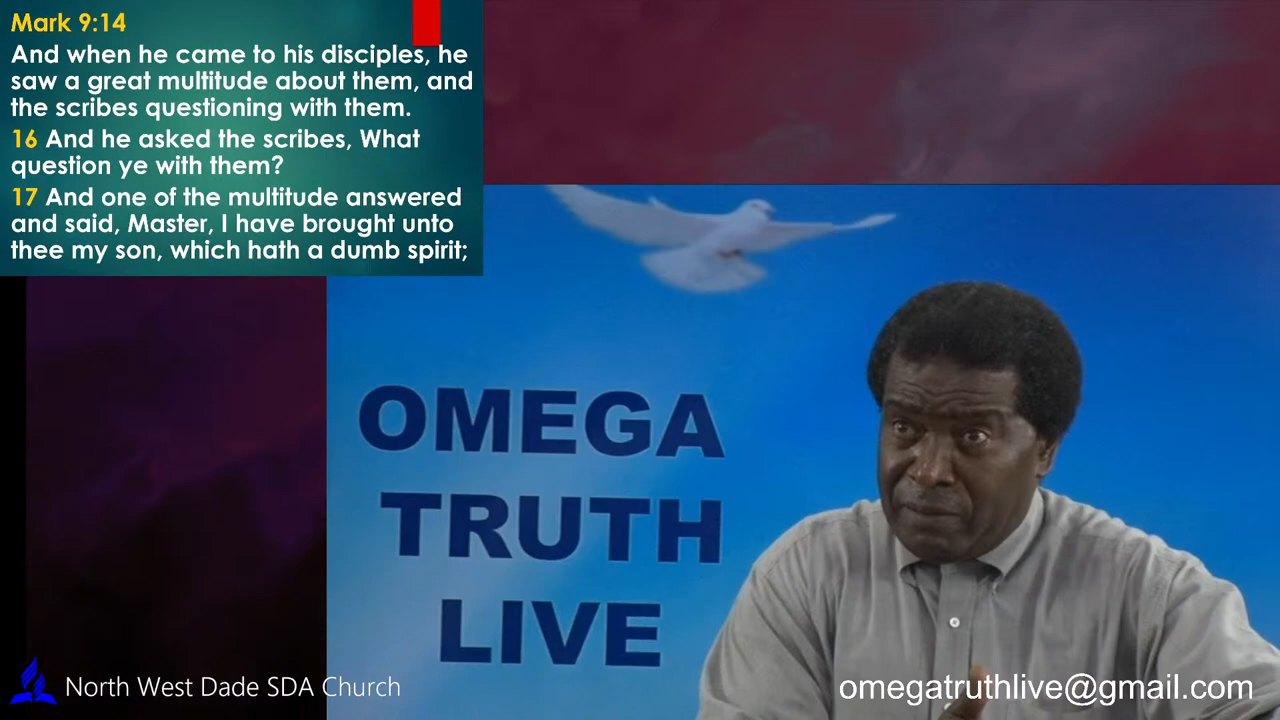 Mark 9:14
And when he came to his disciples, he
saw a great multitude about them, and
the scribes questioning with them.
16 And he asked the scribes, What
question ye with them?
17 And one of the multitude answered
and said, Master, I have brought unto
thee my son, which hath a dumb spirit;
OMEGA
TRUTH
LIVE
North West Dade SDA Church
omegatruthlive@gmail.com